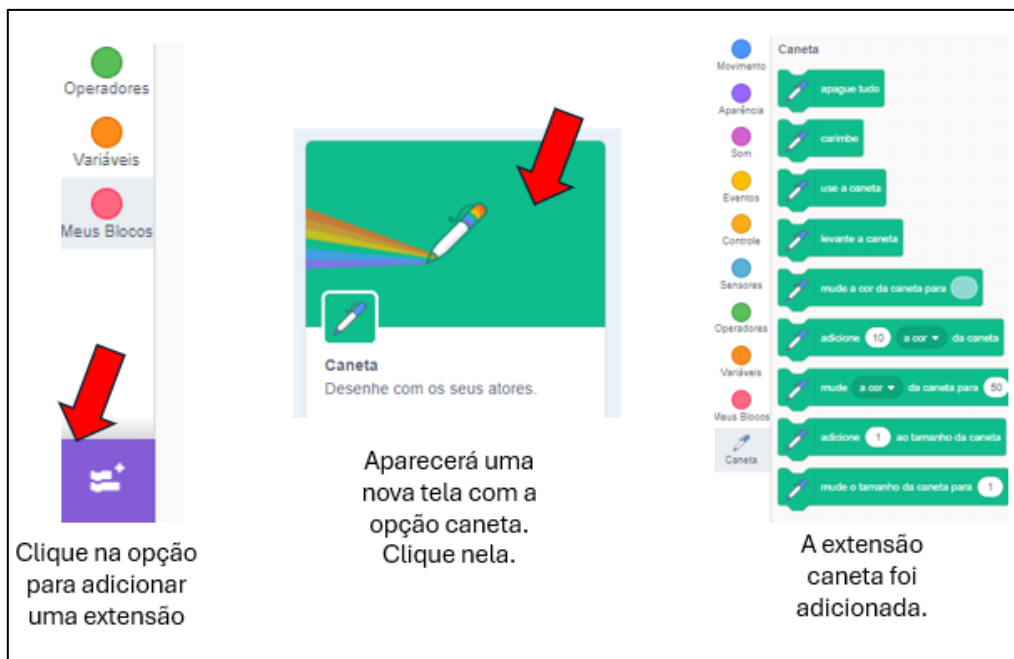 Operadores
Variáveis
Meus Blocos
Clique na opção
para adicionar
uma extensão
Caneta
Desenhe com os seus atores.
Aparecerá uma
nova tela com a
opção caneta.
Clique nela.
Movimento
Aparência
Som
Eventos
Controle
Sensores
Operadores
Variáveis
Meus Blocos
Caneta
Caneta
apague tudo
carimbe
use a caneta
levante a caneta
mude a cor da caneta para
adicione 10 a cor da caneta
mude a cor da caneta para 50
adicione 1 ao tamanho da caneta
mude o tamanho da caneta para 1
A extensão
caneta foi
adicionada.